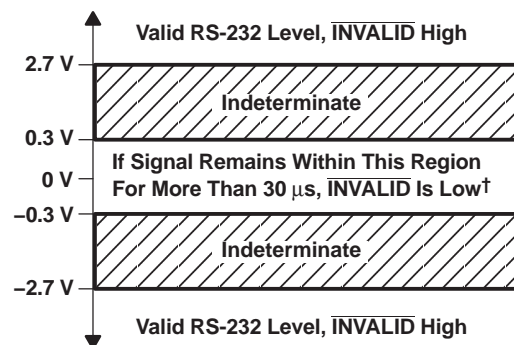 Valid RS-232 Level, INVALID High
2.7 V
Indeterminate
0.3 V
If Signal Remains Within This Region
0 V
For More Than 30 μs, INVALID Is Low†
–0.3 V
Indeterminate
–2.7 V
Valid RS-232 Level, INVALID High